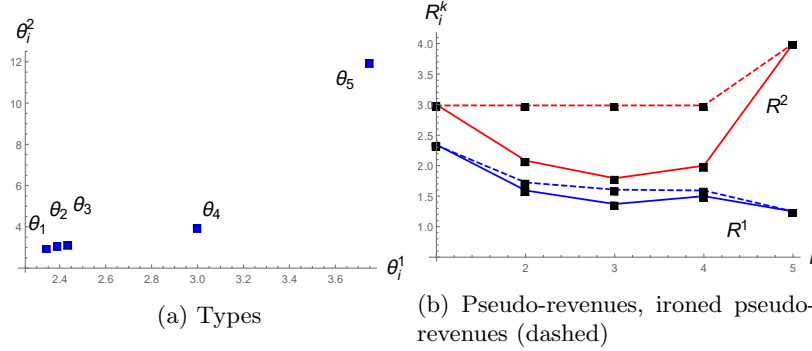 θ_i^2
12
10
8
6
4
θ_1 θ_2 θ_3
θ_4
θ_5
2.4 2.6 2.8 3.0 3.2 3.4 3.6
θ_i^1
(a) Types
R_i^k
4.0
3.5
3.0
2.5
2.0
1.5
1.0
R^2
R^1
2 3 4 5
(b) Pseudo-revenues, ironed pseudo-
revenues (dashed)